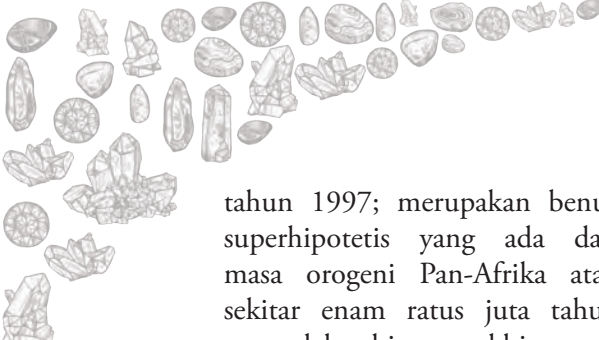 tahun 1997; merupakan benu
superhipotetis yang ada da
masa orogeni Pan-Afrika ata
sekitar enam ratus juta tahu